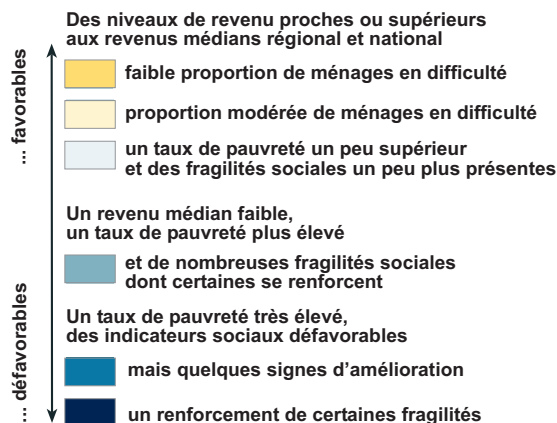 Des niveaux de revenu proches ou supérieurs
aux revenus médians régional et national
... favorables
faible proportion de ménages en difficulté
proportion modérée de ménages en difficulté
un taux de pauvreté un peu supérieur
et des fragilités sociales un peu plus présentes
Un revenu médian faible,
un taux de pauvreté plus élevé
et de nombreuses fragilités sociales
dont certaines se renforcent
... défavorables
Un taux de pauvreté très élevé,
des indicateurs sociaux défavorables
mais quelques signes d’amélioration
un renforcement de certaines fragilités